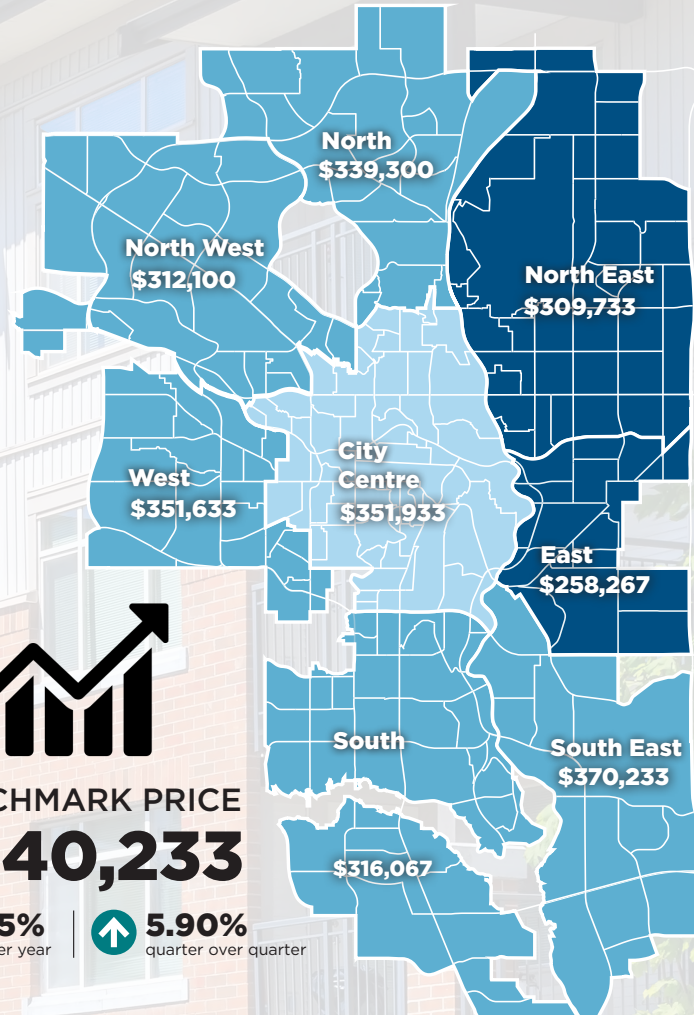 North
$339,300
North West
$312,100
North East
$309,733
City
Centre
$351,933
West
$351,633
East
$258,267
South
$316,067
South East
$370,233
CHMARK PRICE
40,233
5%
er year
5.90%
quarter over quarter